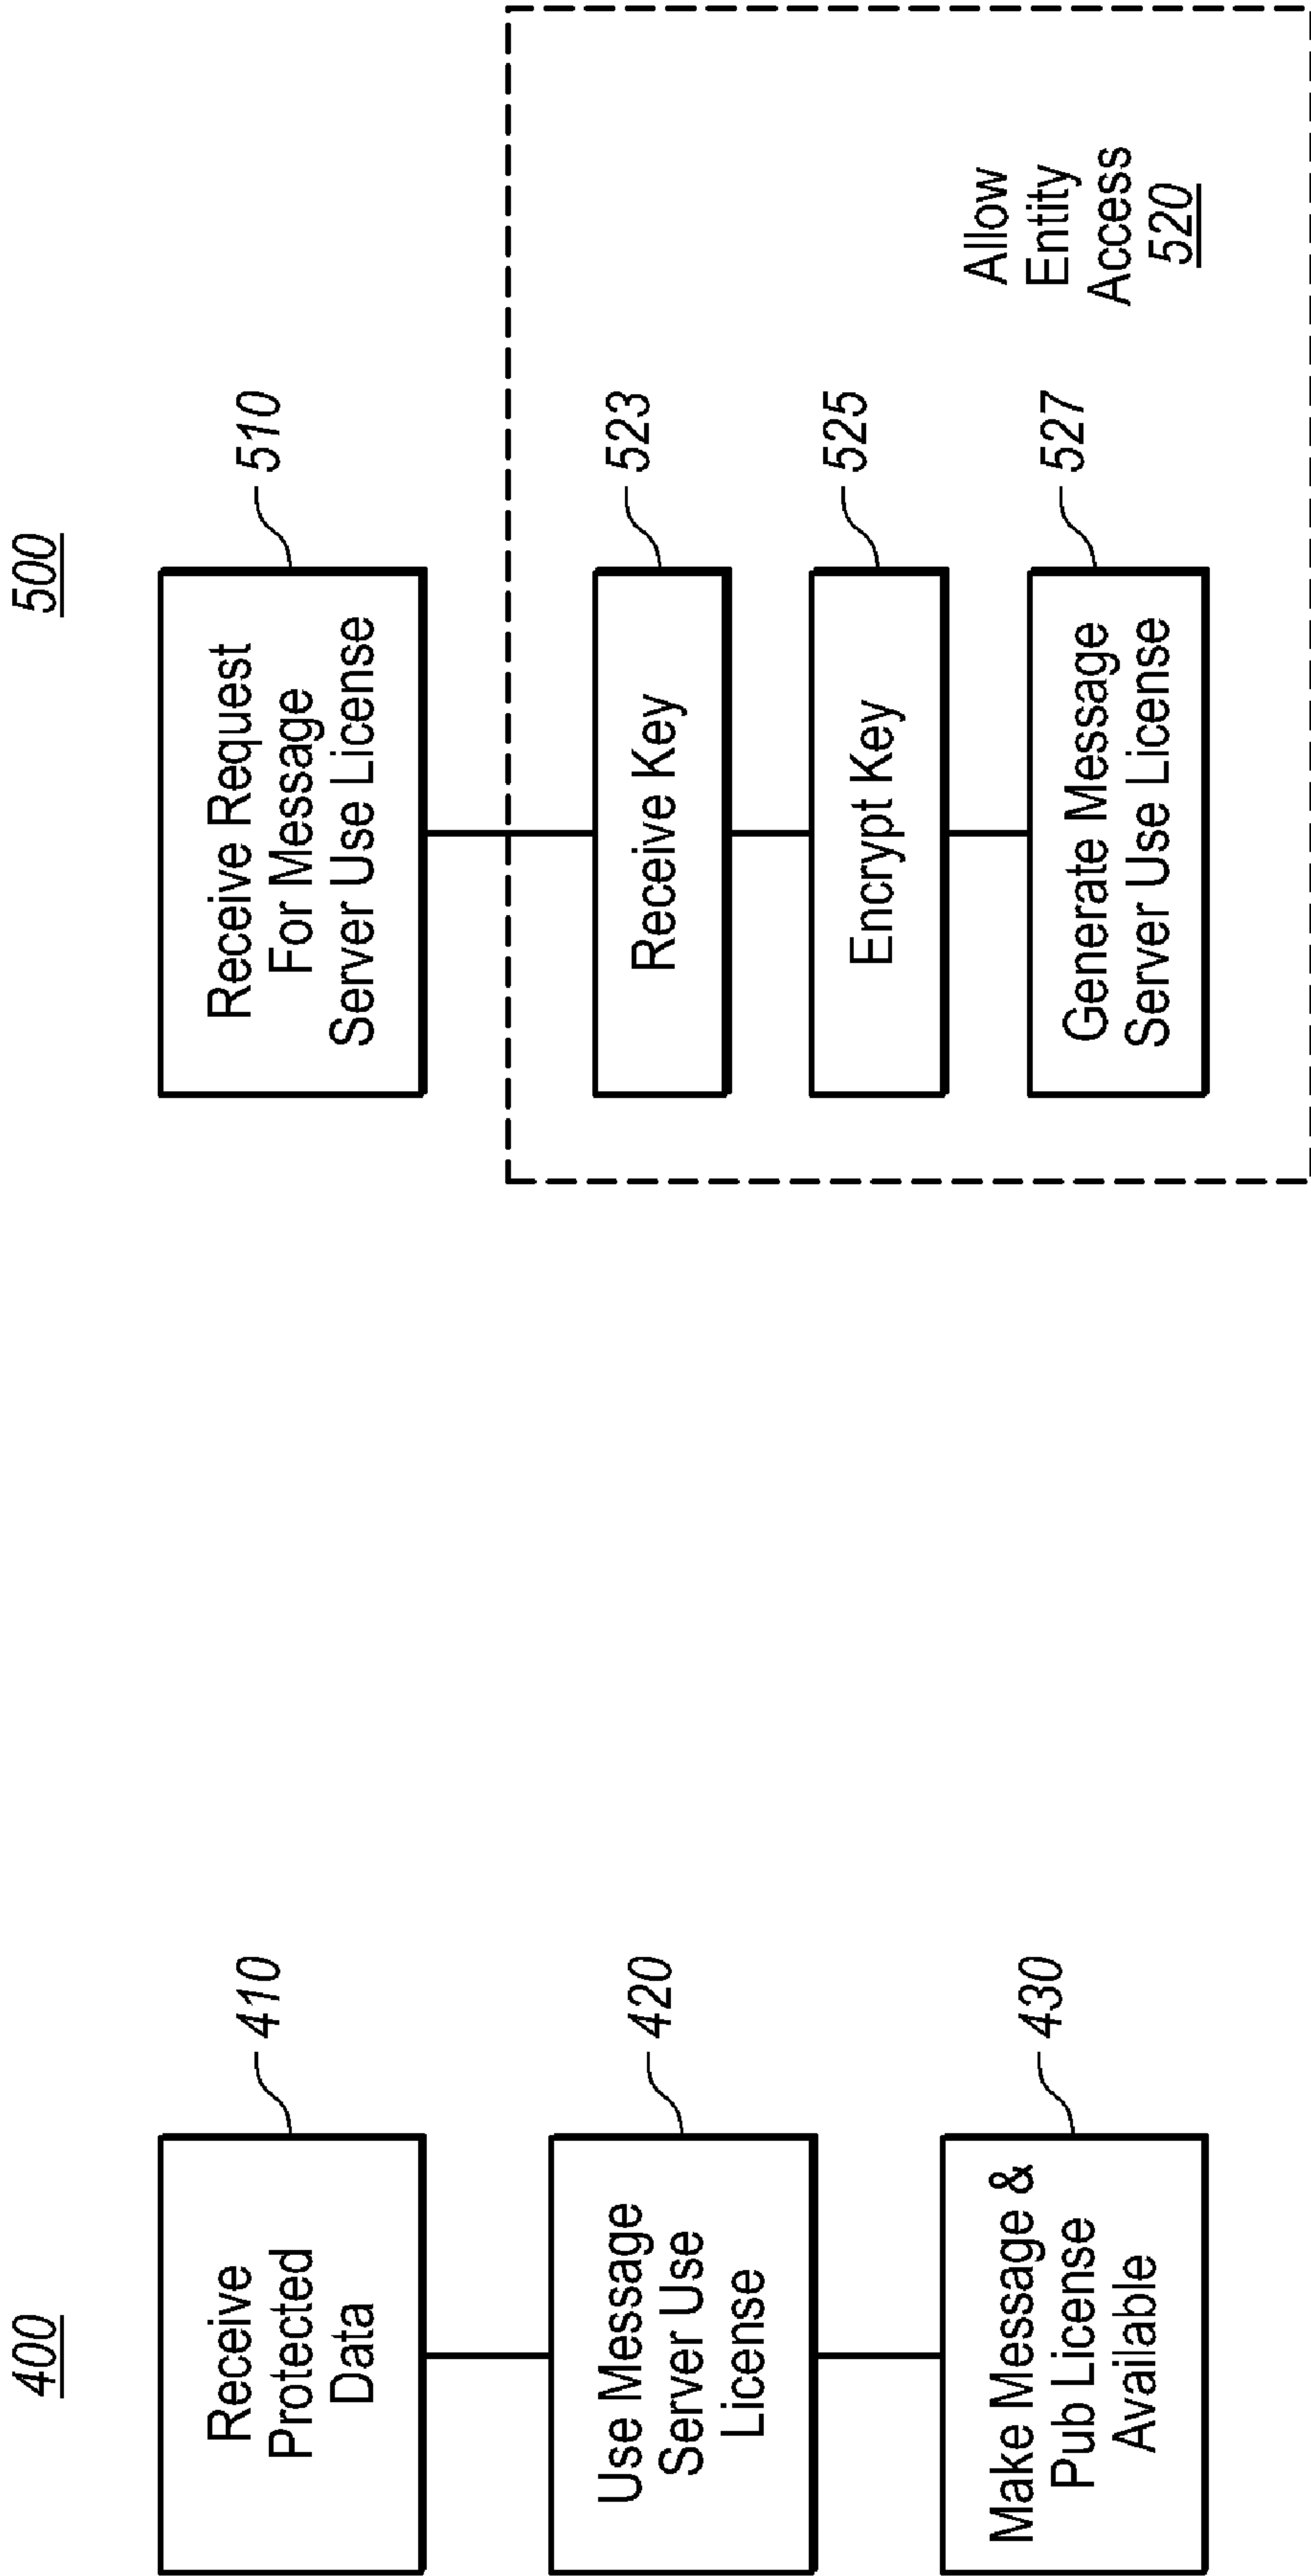 400
Receive
Protected
Data
410
Use Message
Server Use
License
420
Make Message &
Pub License
Available
430
500
Receive Request
For Message
Server Use License
510
Receive Key
523
Encrypt Key
525
Generate Message
Server Use License
527
Allow
Entity
Access
520